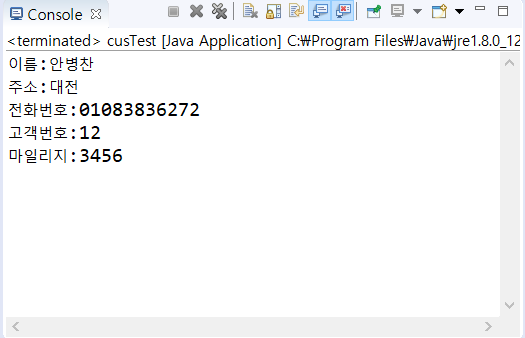 Console
<terminated> cusTest [Java Application] C:₩Program Files₩Java₩jre1.8.0_12
이름:안병찬
주소:대전
전화번호:01083836272
고객번호:12
마일리지:3456